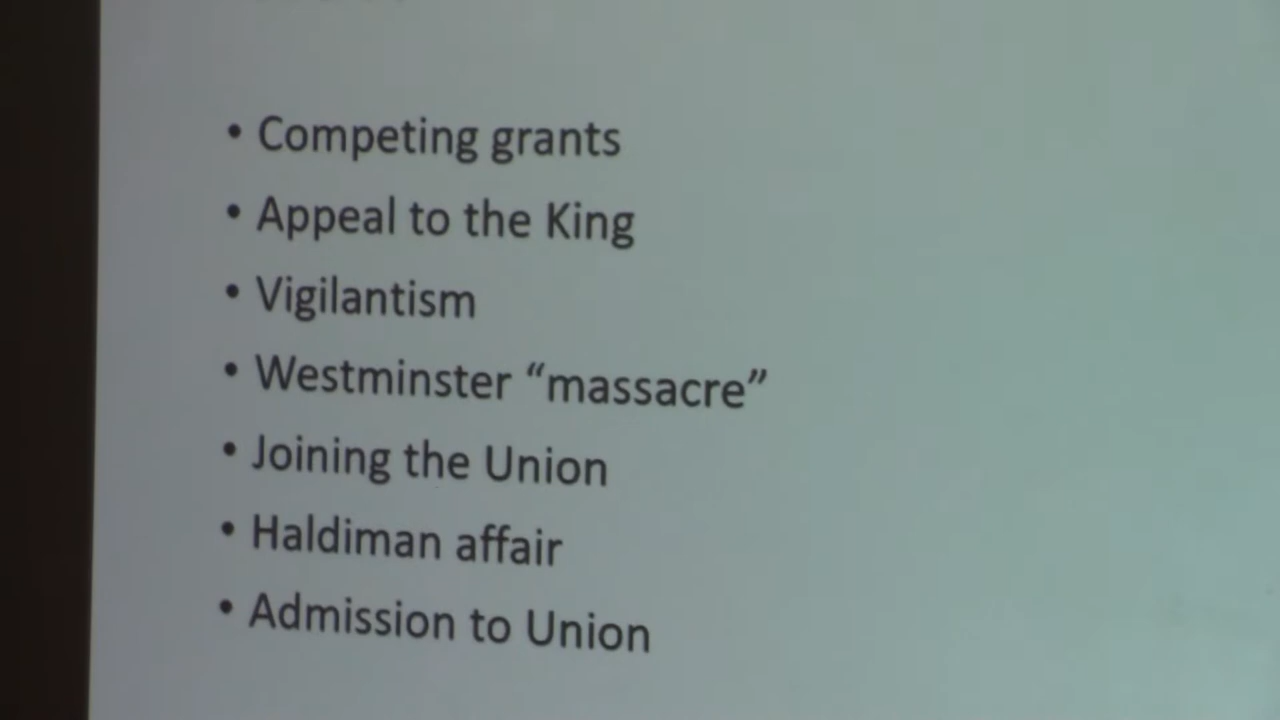 • Competing grants
• Appeal to the King
• Vigilantism
• Westminster “massacre”
• Joining the Union
• Haldiman affair
• Admission to Union